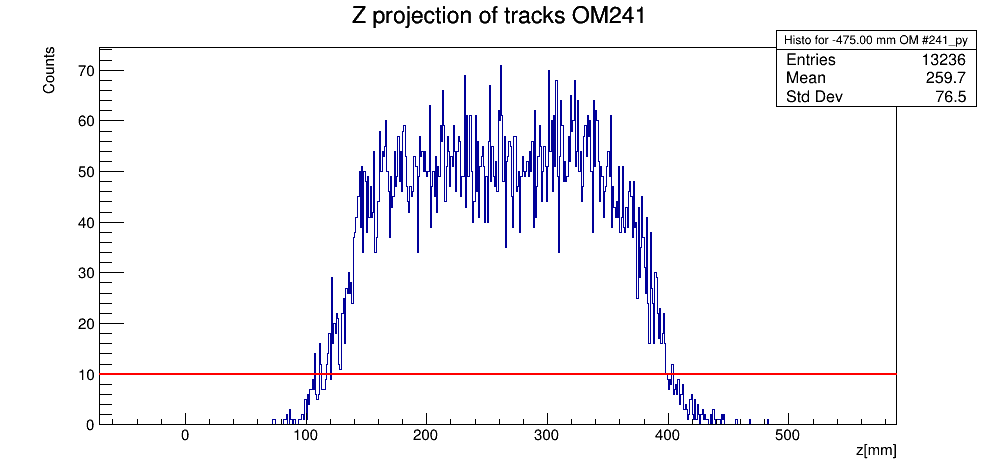 Z projection of tracks OM241
Histo for -475.00 mm OM #241_py
Entries 13236
Mean 259.7
Std Dev 76.5
Counts
70
60
50
40
30
20
10
0
0 100 200 300 400 500
z[mm]